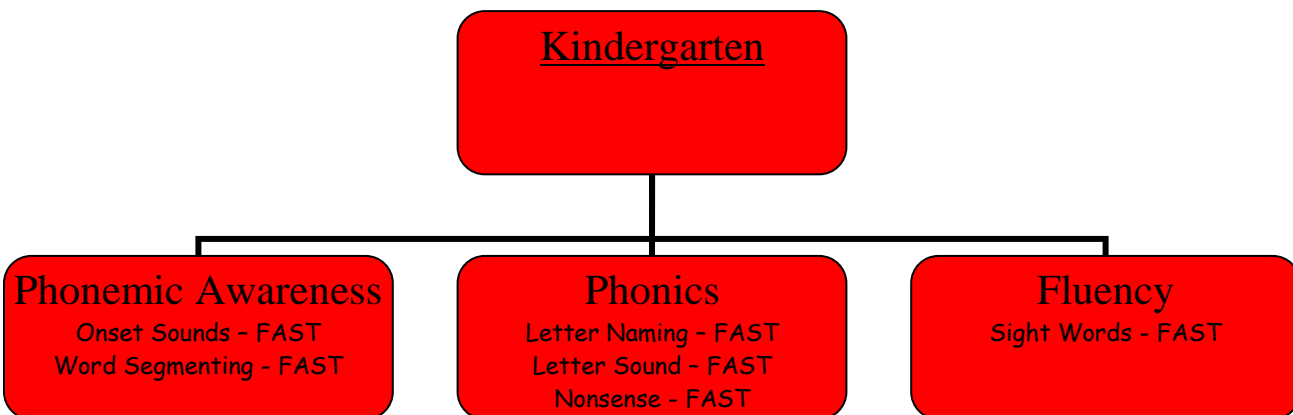 Kindergarten
Phonemic Awareness
Onset Sounds – FAST
Word Segmenting - FAST
Phonics
Letter Naming – FAST
Letter Sound – FAST
Nonsense - FAST
Fluency
Sight Words - FAST